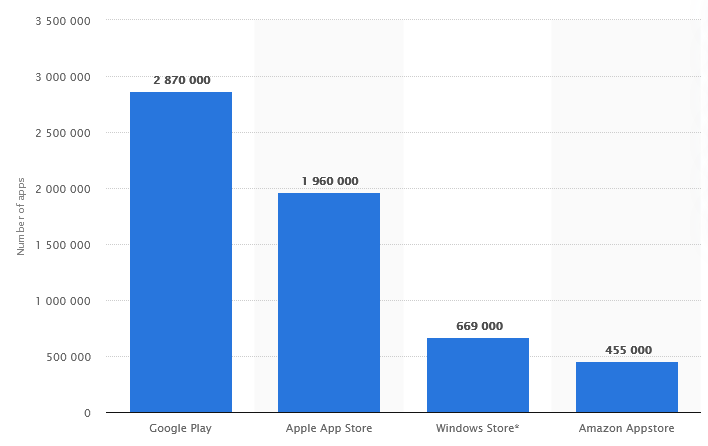 3 500 000
3 000 000
2 500 000
2 000 000
1 500 000
1 000 000
500 000
0
Number of apps
2 870 000
1 960 000
669 000
455 000
Google Play
Apple App Store
Windows Store*
Amazon Appstore